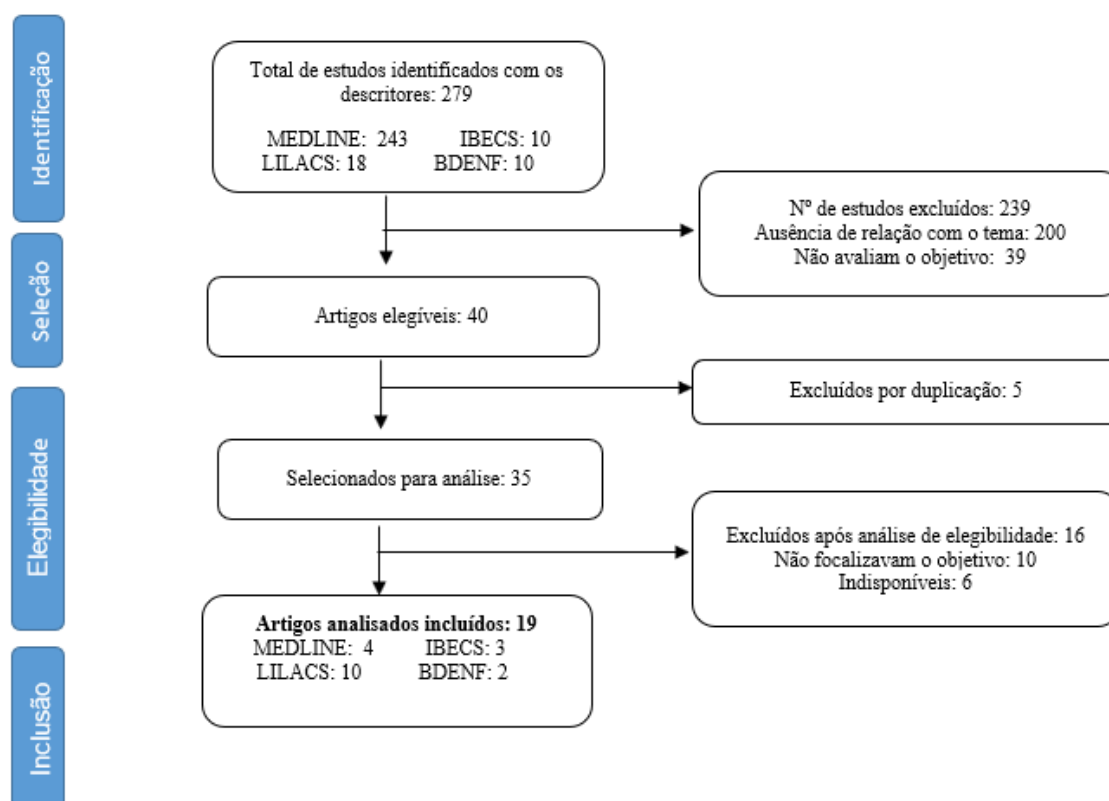 Identificação
Total de estudos identificados com os
descritores: 279
MEDLINE: 243 IBECS: 10
LILACS: 18 BDENF: 10
Nº de estudos excluídos: 239
Ausência de relação com o tema: 200
Não avaliam o objetivo: 39
Seleção
Artigos elegíveis: 40
Excluídos por duplicação: 5
Elegibilidade
Selecionados para análise: 35
Excluídos após análise de elegibilidade: 16
Não focalizavam o objetivo: 10
Indisponíveis: 6
Artigos analisados incluídos: 19
MEDLINE: 4 IBECS: 3
LILACS: 10 BDENF: 2
Inclusão